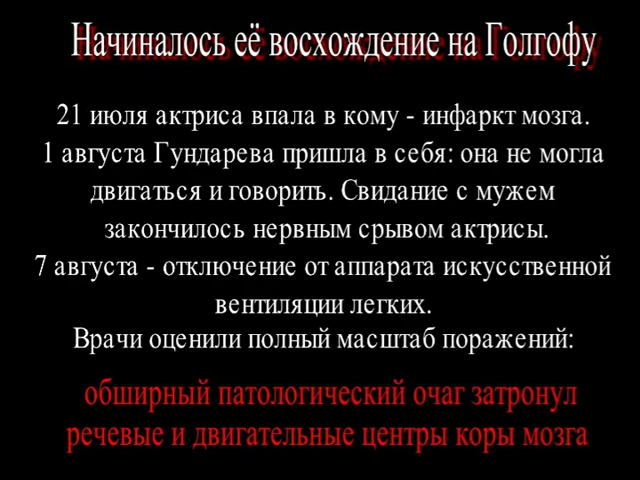 Начиналось её восхождение на Голгофу
21 июля актриса впала в кому - инфаркт мозга.
1 августа Гундарева пришла в себя: она не могла
двигаться и говорить. Свидание с мужем
закончилось нервным срывом актрисы.
7 августа - отключение от аппарата искусственной
вентиляции легких.
Врачи оценили полный масштаб поражений:
обширный патологический очаг затронул
речевые и двигательные центры коры мозга